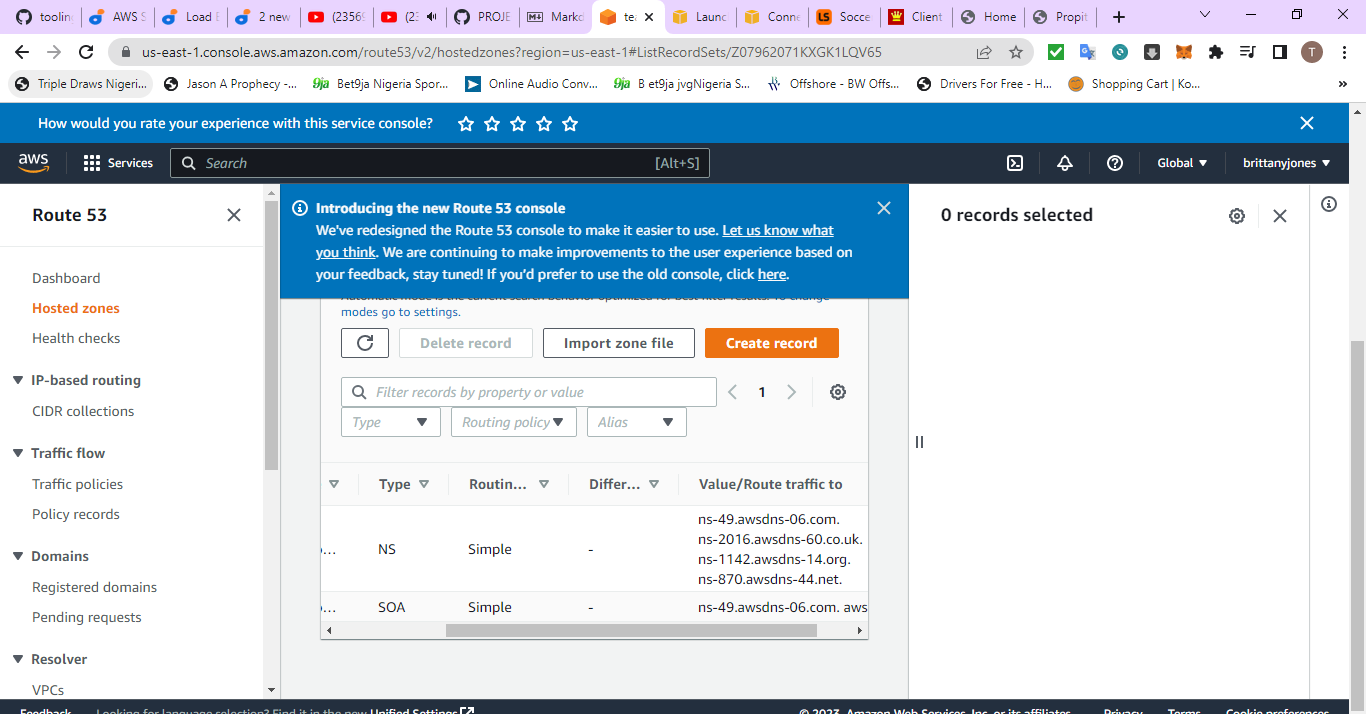 toolin
AWS S
Load B
2 new
(2356
(2
PROJE
Markd
tea
Launc
Conne
LS
Socce
Client
Home
Propit
us-east-1.console.aws.amazon.com/route53/v2/hostedzones?region=us-east-1#ListRecordSets/Z07962071KXGK1LQV65
T
Triple Draws Nigeri...
Jason A Prophecy -...
9ja Bet9ja Nigeria Spor...
Online Audio Conv...
9ja B et9ja jvgNigeria S...
Offshore - BW Offs...
Drivers For Free - H...
Shopping Cart | Ko...
»
How would you rate your experience with this service console?
aws
Services
Search
[Alt+S]
Global
brittanyjones
Route 53
Dashboard
Hosted zones
Health checks
IP-based routing
CIDR collections
Traffic flow
Traffic policies
Policy records
Domains
Registered domains
Pending requests
Resolver
VPCs
Introducing the new Route 53 console
We've redesigned the Route 53 console to make it easier to use. Let us know what
you think. We are continuing to make improvements to the user experience based on
your feedback, stay tuned! If you'd prefer to use the old console, click here.
Automatic mode is the current search behavior optimized for best filter results. To change
modes go to settings.
Delete record
Import zone file
Create record
Filter records by property or value
1
Type
Routing policy
Alias
Type
Routin...
Differ...
Value/Route traffic to
o...
NS
Simple
-
ns-49.awsdns-06.com.
ns-2016.awsdns-60.co.uk.
ns-1142.awsdns-14.org.
ns-870.awsdns-44.net.
o...
SOA
Simple
-
ns-49.awsdns-06.com. aws
0 records selected
Feedback
Looking for language selection? Find it in the new Unified Settings
© 2023, Amazon Web Services, Inc. or its affiliates.
Privacy
Terms
Cookie preferences